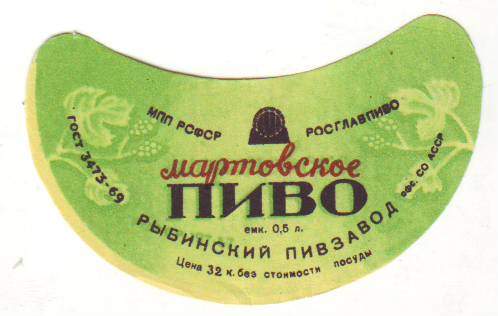 МПП РСФСР
РОСГЛАВПИВО
ГОСТ 3473-69
мартовское
ПИВО
емк. 0,5 л.
РЫБИНСКИЙ ПИВЗАВОД
Цена 32 к. без стоимости посуды